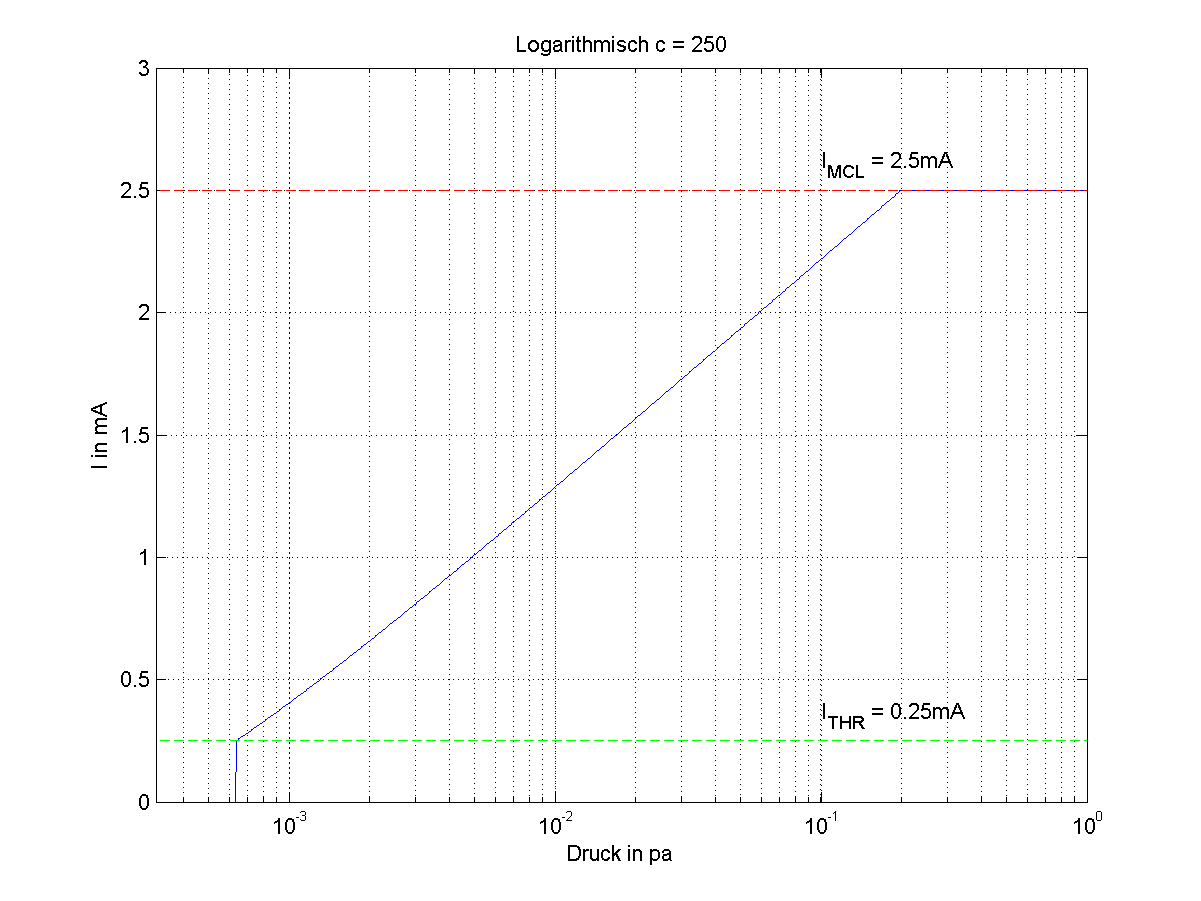 Logarithmisch c = 250
3
I_MCL = 2.5mA
2.5
2
1.5
I in mA
1
0.5
I_THR = 0.25mA
0
10^-3 10^-2 10^-1 10^0
Druck in pa